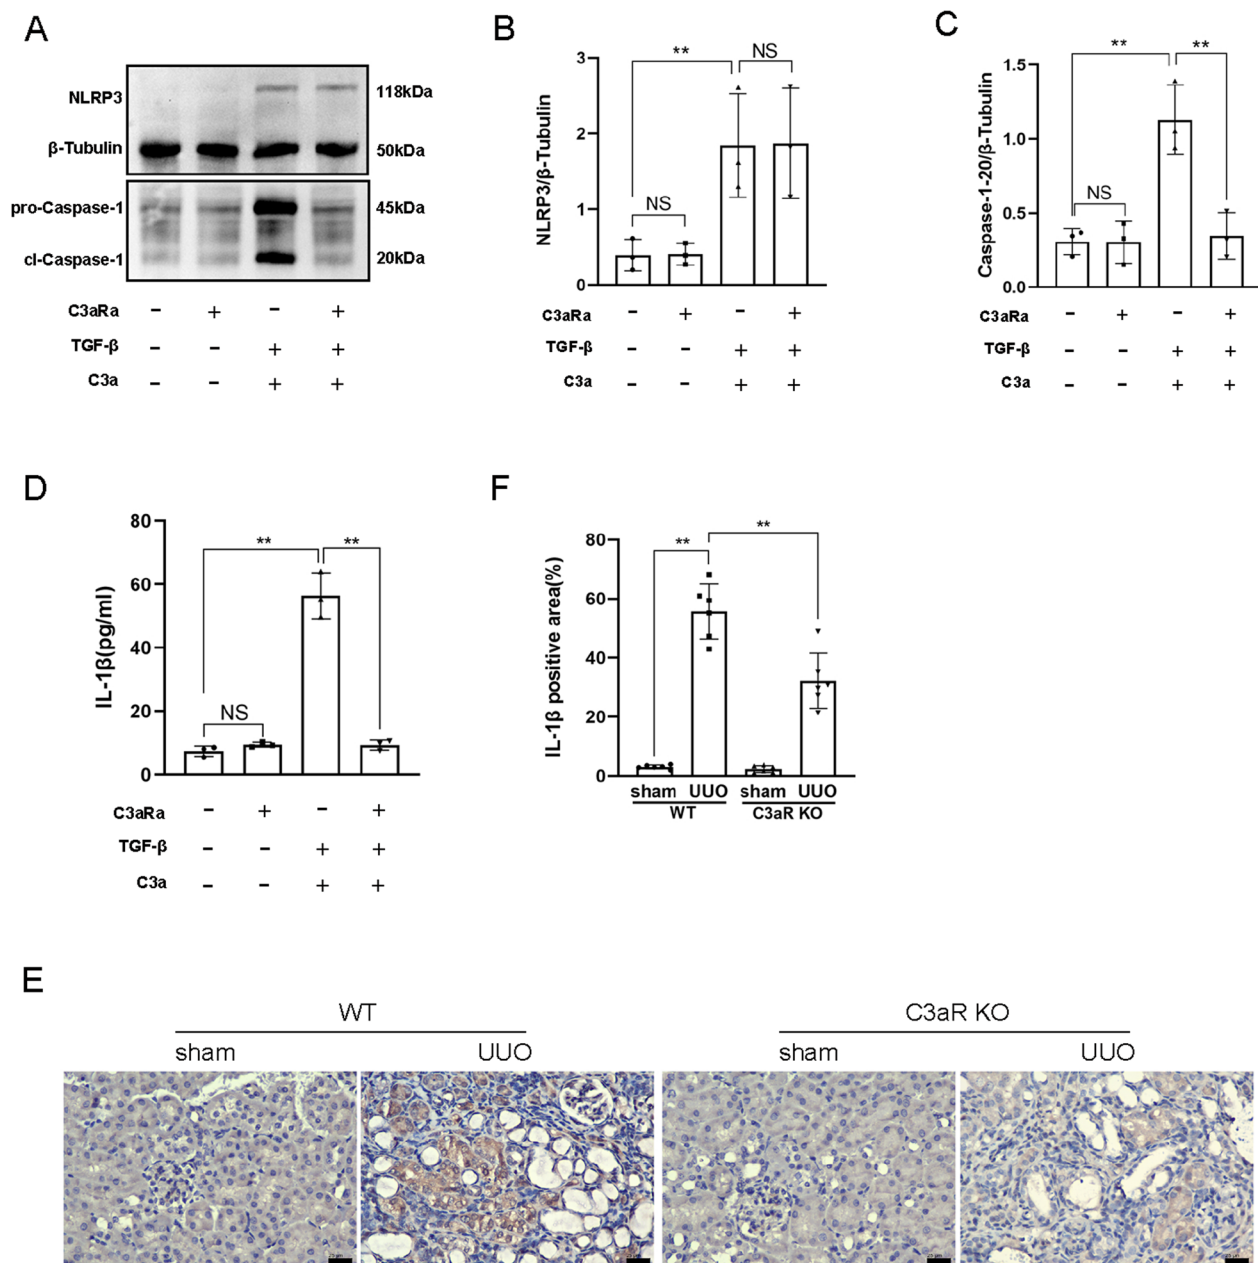 A
NLRP3
118kDa
β-Tubulin
50kDa
pro-Caspase-1
45kDa
cl-Caspase-1
20kDa
C3aRa - + - +
TGF-β - - + +
C3a - - + +
B
NLRP3/β-Tubulin
3
2
1
0
**
NS
NS
C3aRa - + - +
TGF-β - - + +
C3a - - + +
C
Caspase-1-20/β-Tubulin
1.5
1.0
0.5
0.0
**
**
NS
C3aRa - + - +
TGF-β - - + +
C3a - - + +
D
IL-1β(pg/ml)
80
60
40
20
0
**
**
NS
C3aRa - + - +
TGF-β - - + +
C3a - - + +
F
IL-1β positive area(%)
80
60
40
20
0
**
**
sham UUO sham UUO
WT C3aR KO
E
WT C3aR KO
sham UUO sham UUO